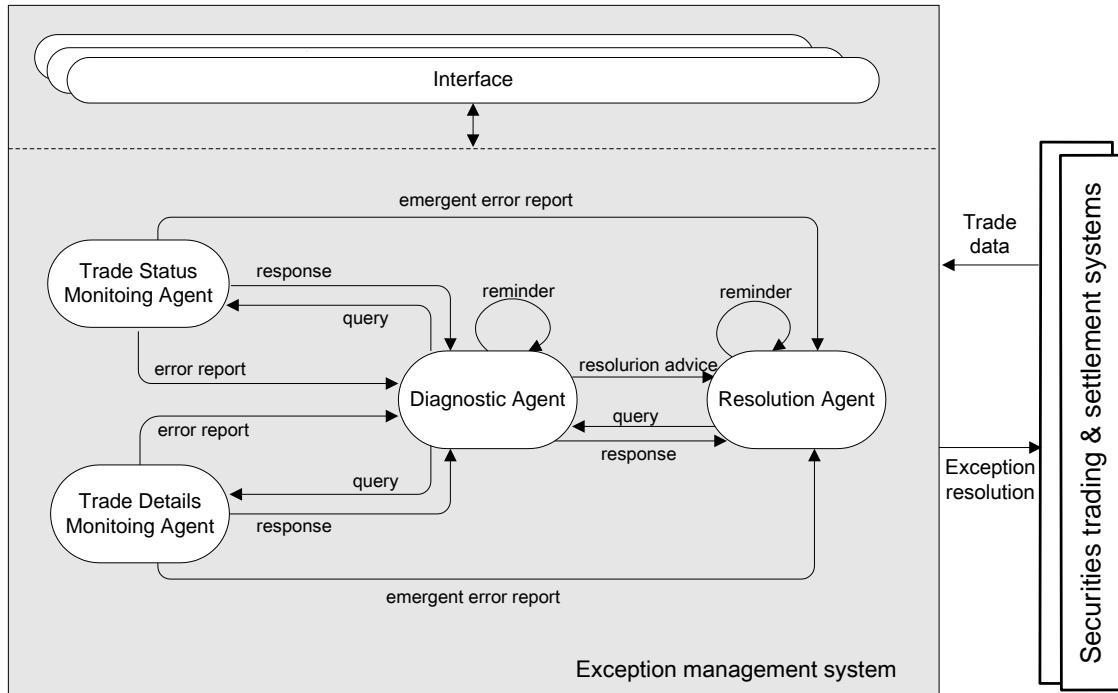 Interface
emergent error report
Trade Status
Monitoing Agent
response
query
error report
reminder
reminder
resolurion advice
Diagnostic Agent
Resolution Agent
query
response
error report
query
Trade Details
Monitoing Agent
response
emergent error report
Exception management system
Trade
data
Exception
resolution
Securities trading & settlement systems